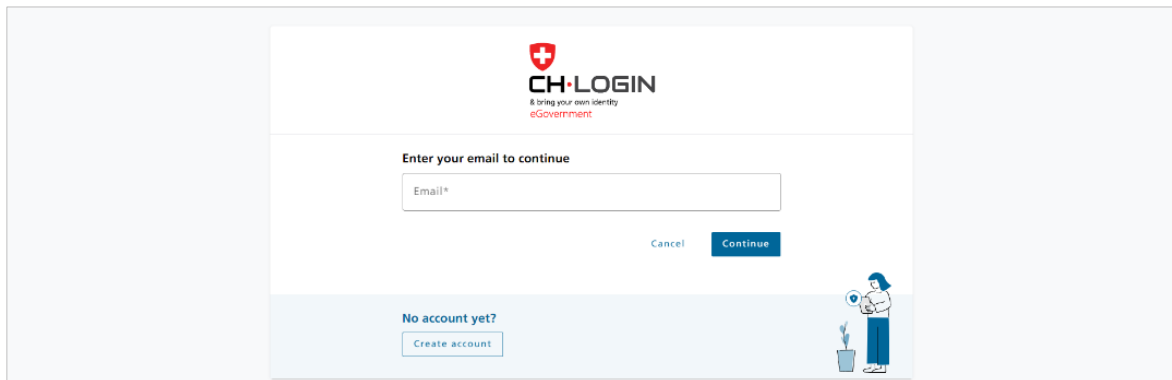 CH·LOGIN
& bring your own identity
eGovernment
Enter your email to continue
Email*
Cancel Continue
No account yet?
Create account